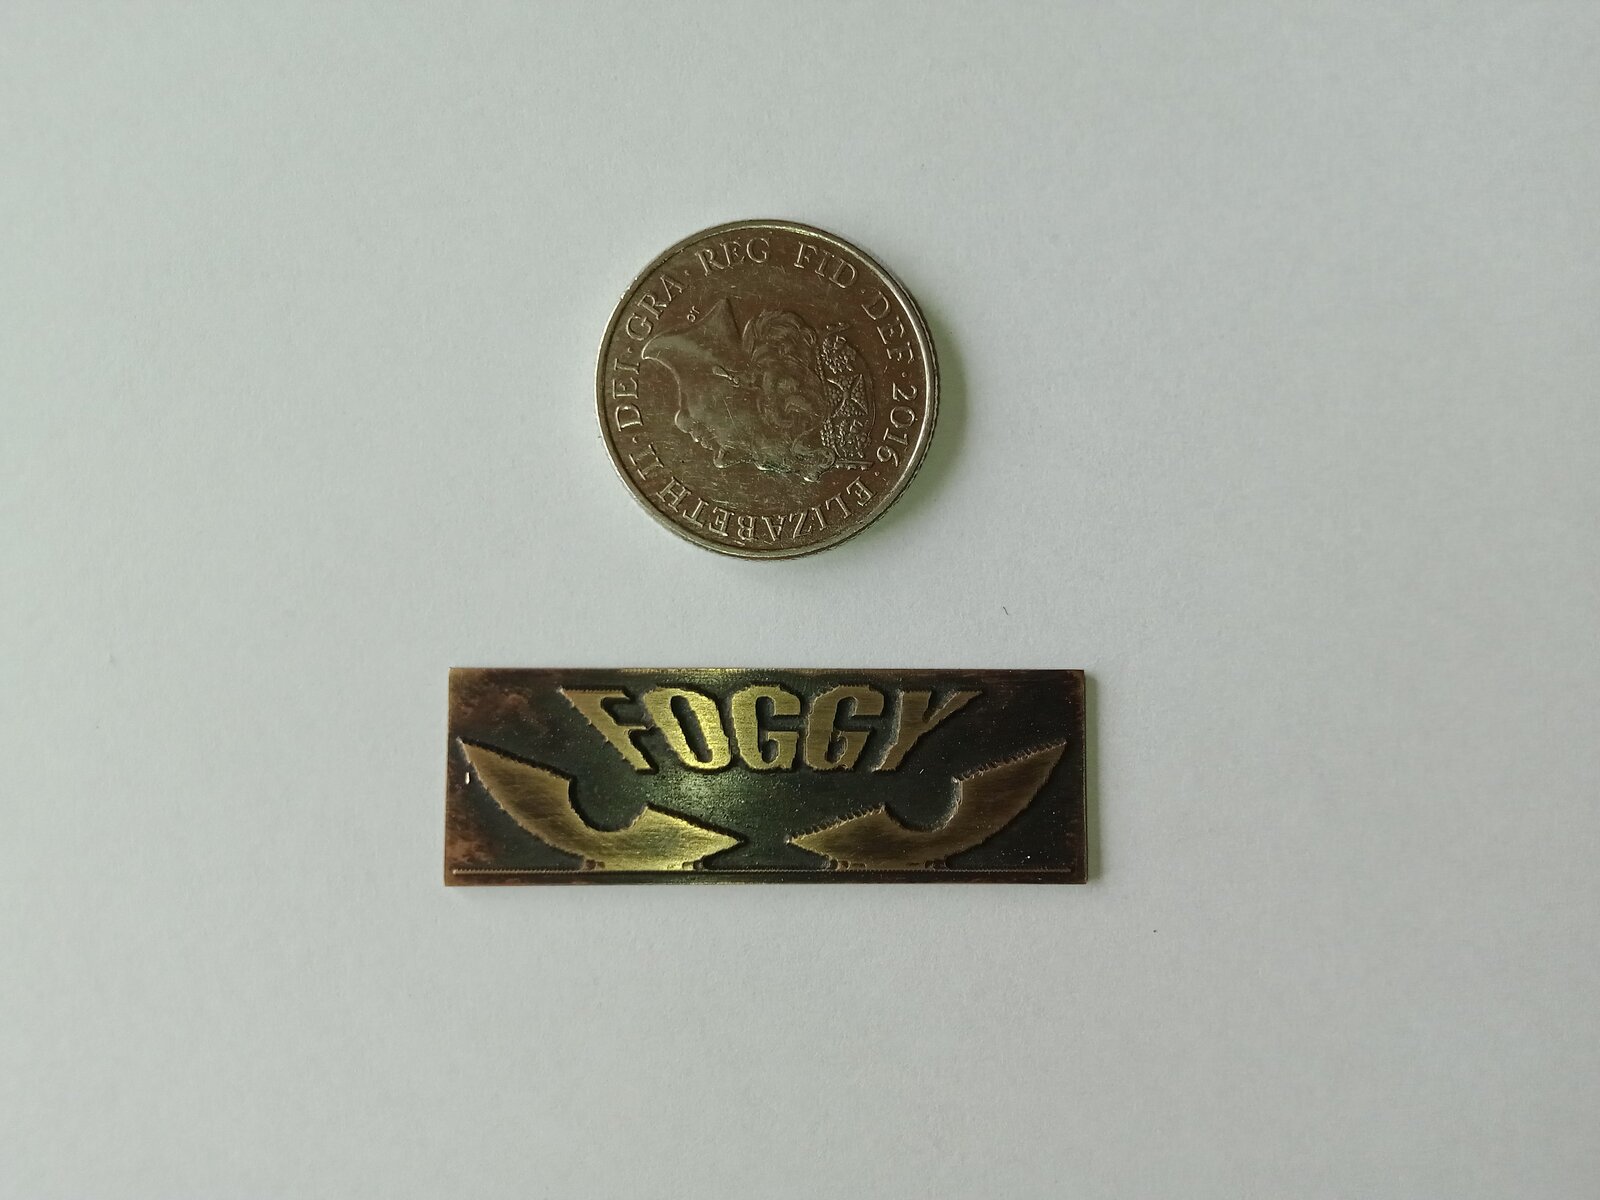 ELIZABETH II · DEI · GRA · REG FID · DEF · 2016 ·
FOGGY